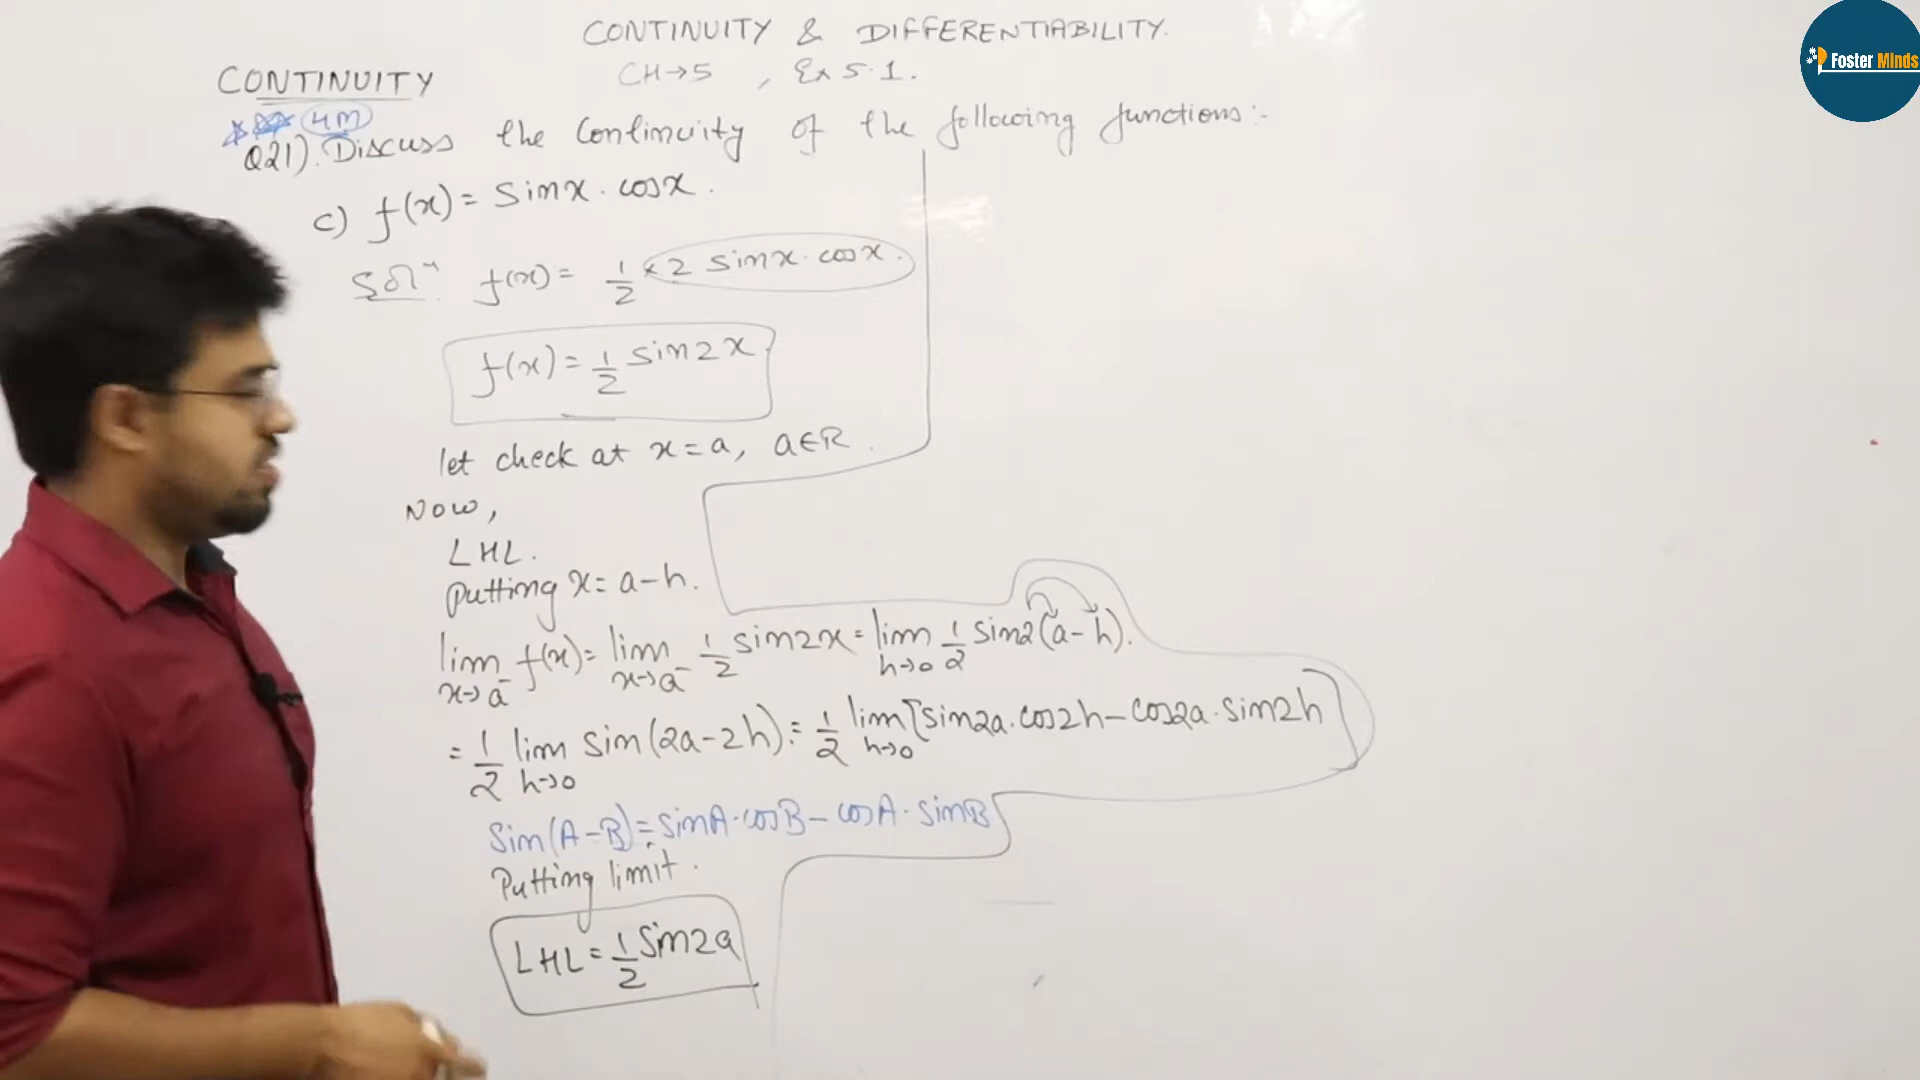 CONTINUITY & DIFFERENTIABILITY.
CH→5 , Ex 5.1.
Foster Minds
CONTINUITY
4M
Q21). Discuss the continuity of the following functions:-
c) f(x) = sinx . cosx .
Solⁿ f(x) = 1/2 × 2 sinx . cosx .
f(x) = 1/2 sin2x
let check at x = a, a∈R .
Now,
LHL.
Putting x = a-h.
lim x→a⁻ f(x) = lim x→a⁻ 1/2 sin2x = lim h→0 1/2 sin2(a-h).
= 1/2 lim h→0 sin(2a-2h) = 1/2 lim h→0 [sin2a.cos2h - cos2a.sin2h]
Sin(A-B) = sinA.cosB - cosA.sinB
Putting limit .
LHL = 1/2 sin2a